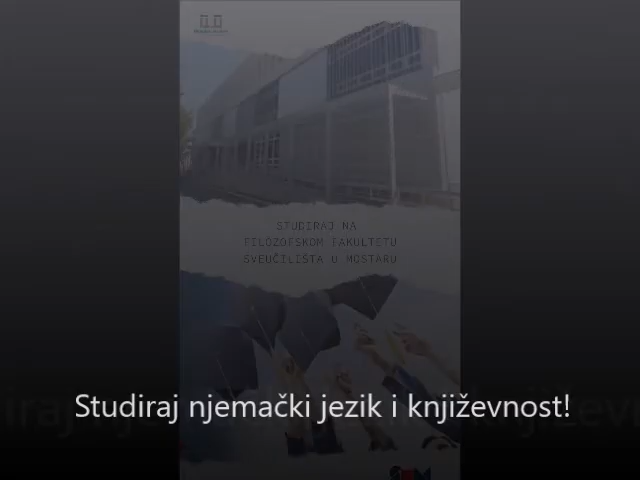 STUDIRAJ NA
FILOZOFSKOM FAKULTETU
SVEUČILIŠTA U MOSTARU
Studiraj njemački jezik i književnost!